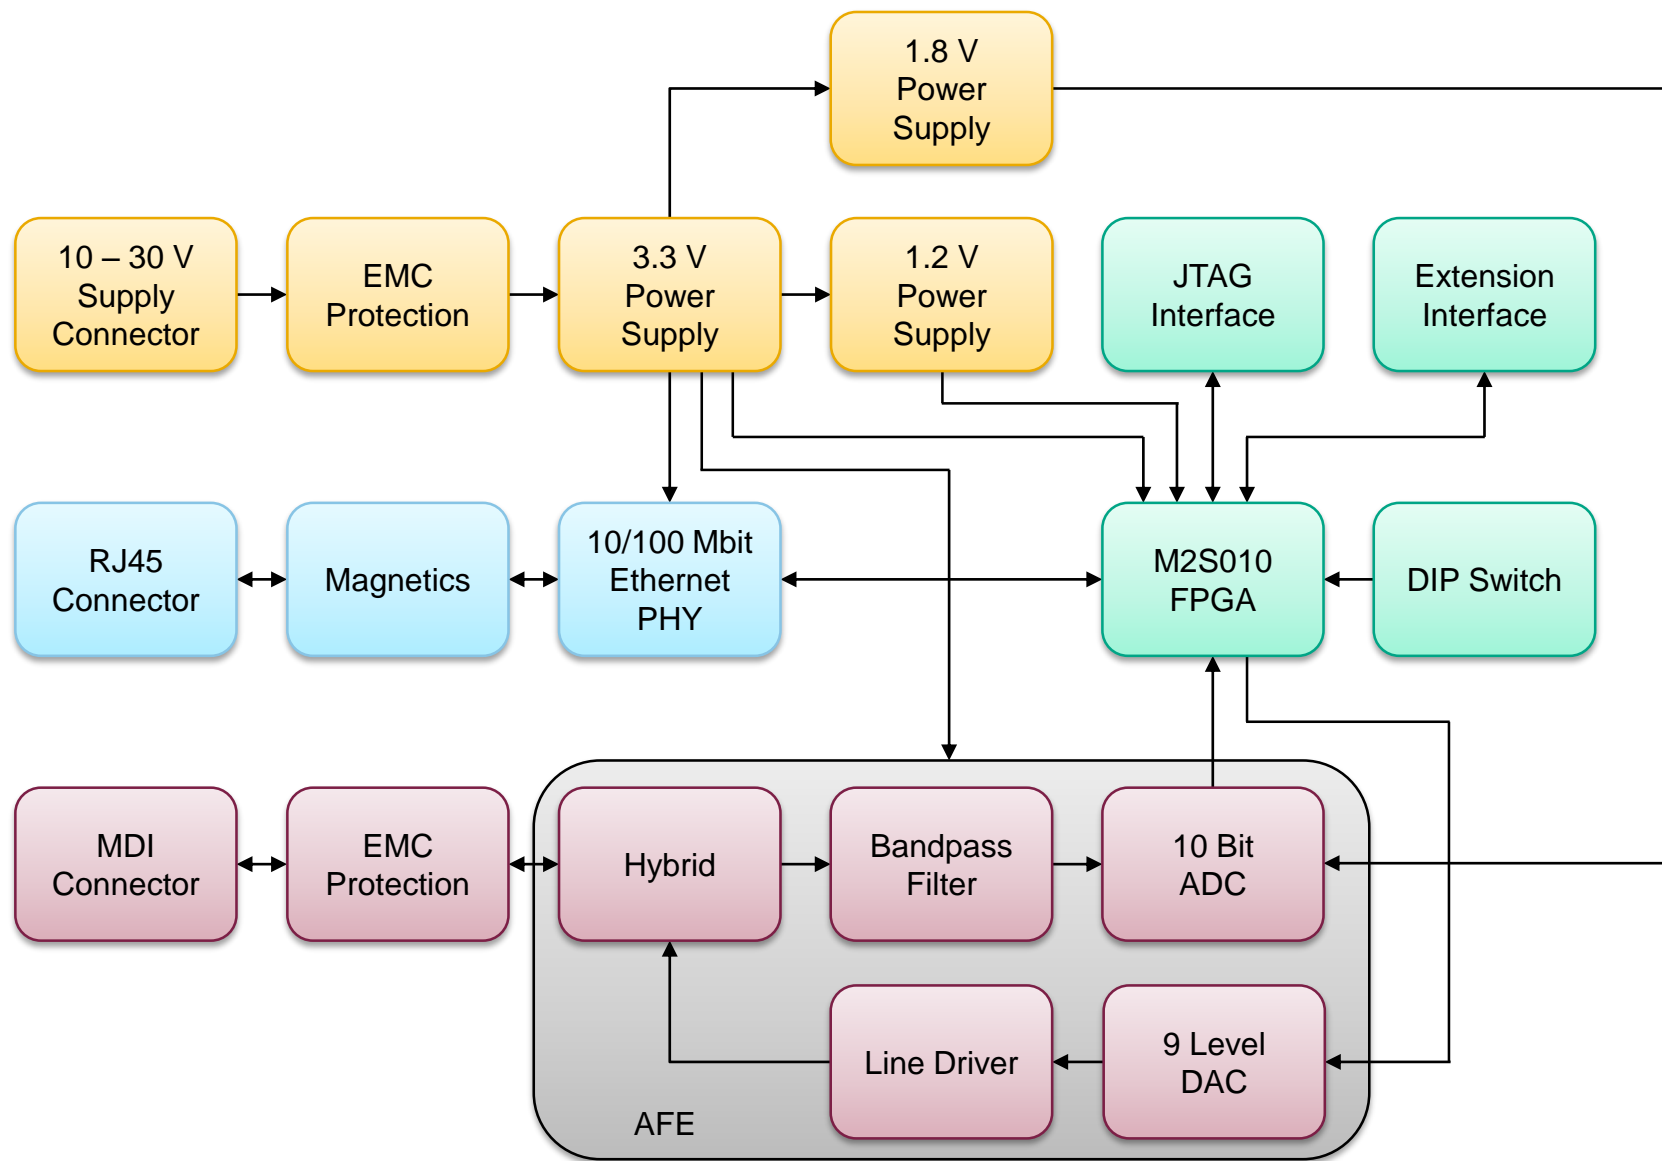 1.8 V
Power
Supply
10 – 30 V
Supply
Connector
EMC
Protection
3.3 V
Power
Supply
1.2 V
Power
Supply
JTAG
Interface
Extension
Interface
RJ45
Connector
Magnetics
10/100 Mbit
Ethernet
PHY
M2S010
FPGA
DIP Switch
MDI
Connector
EMC
Protection
Hybrid
Bandpass
Filter
10 Bit
ADC
Line Driver
9 Level
DAC
AFE